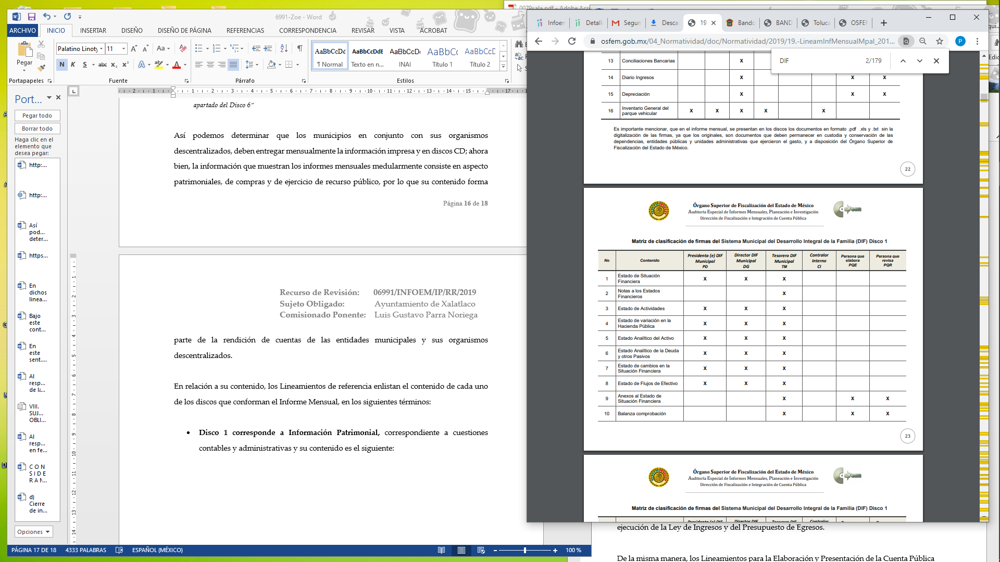 6991-Zoe - Word
ARCHIVO INICIO INSERTAR DISEÑO DISEÑO DE PÁGINA REFERENCIAS CORRESPONDENCIA REVISAR VISTA ACROBAT
Pegar
Palatino Linoty 11
N K S abc x₂ x²
AaBbCcDd AaBbCcDdE AaBbCcDd AaBbCc AaBbCcD
¶ Normal Texto en n... INAI Título 1 Título 2
Portapapeles Fuente Párrafo Estilos
Port...
Pegar todo
Borrar todo
Haga clic en el
elemento que
desea pegar:
http:...
http:...
Así
pod...
deter...
https...
En
dichos
linea...
Bajo
este
cont...
En
este
sent....
Al
resp...
de la...
VIII.
SUJ...
OBLI...
Al
resp...
en fe...
C O N
S I D E
R A N...
d)
Cierre
de in...
Opciones
apartado del Disco 6”
Así podemos determinar que los municipios en conjunto con sus organismos
descentralizados, deben entregar mensualmente la información impresa y en discos CD; ahora
bien, la información que muestran los informes mensuales medularmente consiste en aspecto
patrimoniales, de compras y de ejercicio de recurso público, por lo que su contenido forma
Página 16 de 18
Recurso de Revisión: 06991/INFOEM/IP/RR/2019
Sujeto Obligado: Ayuntamiento de Xalatlaco
Comisionado Ponente: Luis Gustavo Parra Noriega
parte de la rendición de cuentas de las entidades municipales y sus organismos
descentralizados.
En relación a su contenido, los Lineamientos de referencia enlistan el contenido de cada uno
de los discos que conforman el Informe Mensual, en los siguientes términos:
• Disco 1 corresponde a Información Patrimonial, correspondiente a cuestiones
contables y administrativas y su contenido es el siguiente:
PÁGINA 17 DE 18 4333 PALABRAS ESPAÑOL (MÉXICO) 100 %
0079xala.pdf - Adobe Acro
Infoen Detall Segun Desca 19 Bando BAND Toluca OSFEM
osfem.gob.mx/04_Normatividad/doc/Normatividad/2019/19.-LineamInfMensualMpal_201...
DIF 2/179
13 Conciliaciones Bancarias X
14 Diario Ingresos X X X
15 Depreciación X X X
16 Inventario General del parque vehicular X X X X X
Es importante mencionar, que en el informe mensual, se presentan en los discos los documentos en formato .pdf .xls y .txt sin la
digitalización de las firmas, ya que los originales, son documentos que deben permanecer en custodia y conservación de las
dependencias, entidades públicas y unidades administrativas que ejercieron el gasto, y a disposición del Órgano Superior de
Fiscalización del Estado de México.
22
Órgano Superior de Fiscalización del Estado de México
Auditoría Especial de Informes Mensuales, Planeación e Investigación
Dirección de Fiscalización e Integración de Cuenta Pública
Matriz de clasificación de firmas del Sistema Municipal del Desarrollo Integral de la Familia (DIF) Disco 1
No Contenido Presidenta (e) DIF Municipal PD Director DIF Municipal DG Tesorero DIF Municipal TM Contralor Interno CI Persona que elabora PQE Persona que revisa PQR
1 Estado de Situación Financiera X X X
2 Notas a los Estados Financieros X
3 Estado de Actividades X X X
4 Estado de variación en la Hacienda Pública X X X
5 Estado Analítico del Activo X X X
6 Estado Analítico de la Deuda y otros Pasivos X X X
7 Estado de cambios en la Situación Financiera X X X
8 Estado de Flujos de Efectivo X X X
9 Anexos al Estado de Situación Financiera X X X
10 Balanza comprobación X X X
23
Órgano Superior de Fiscalización del Estado de México
Auditoría Especial de Informes Mensuales, Planeación e Investigación
Dirección de Fiscalización e Integración de Cuenta Pública
Matriz de clasificación de firmas del Sistema Municipal del Desarrollo Integral de la Familia (DIF) Disco 1
ejecución de la Ley de Ingresos y del Presupuesto de Egresos.
De la misma manera, los Lineamientos para la Elaboración y Presentación de la Cuenta Pública